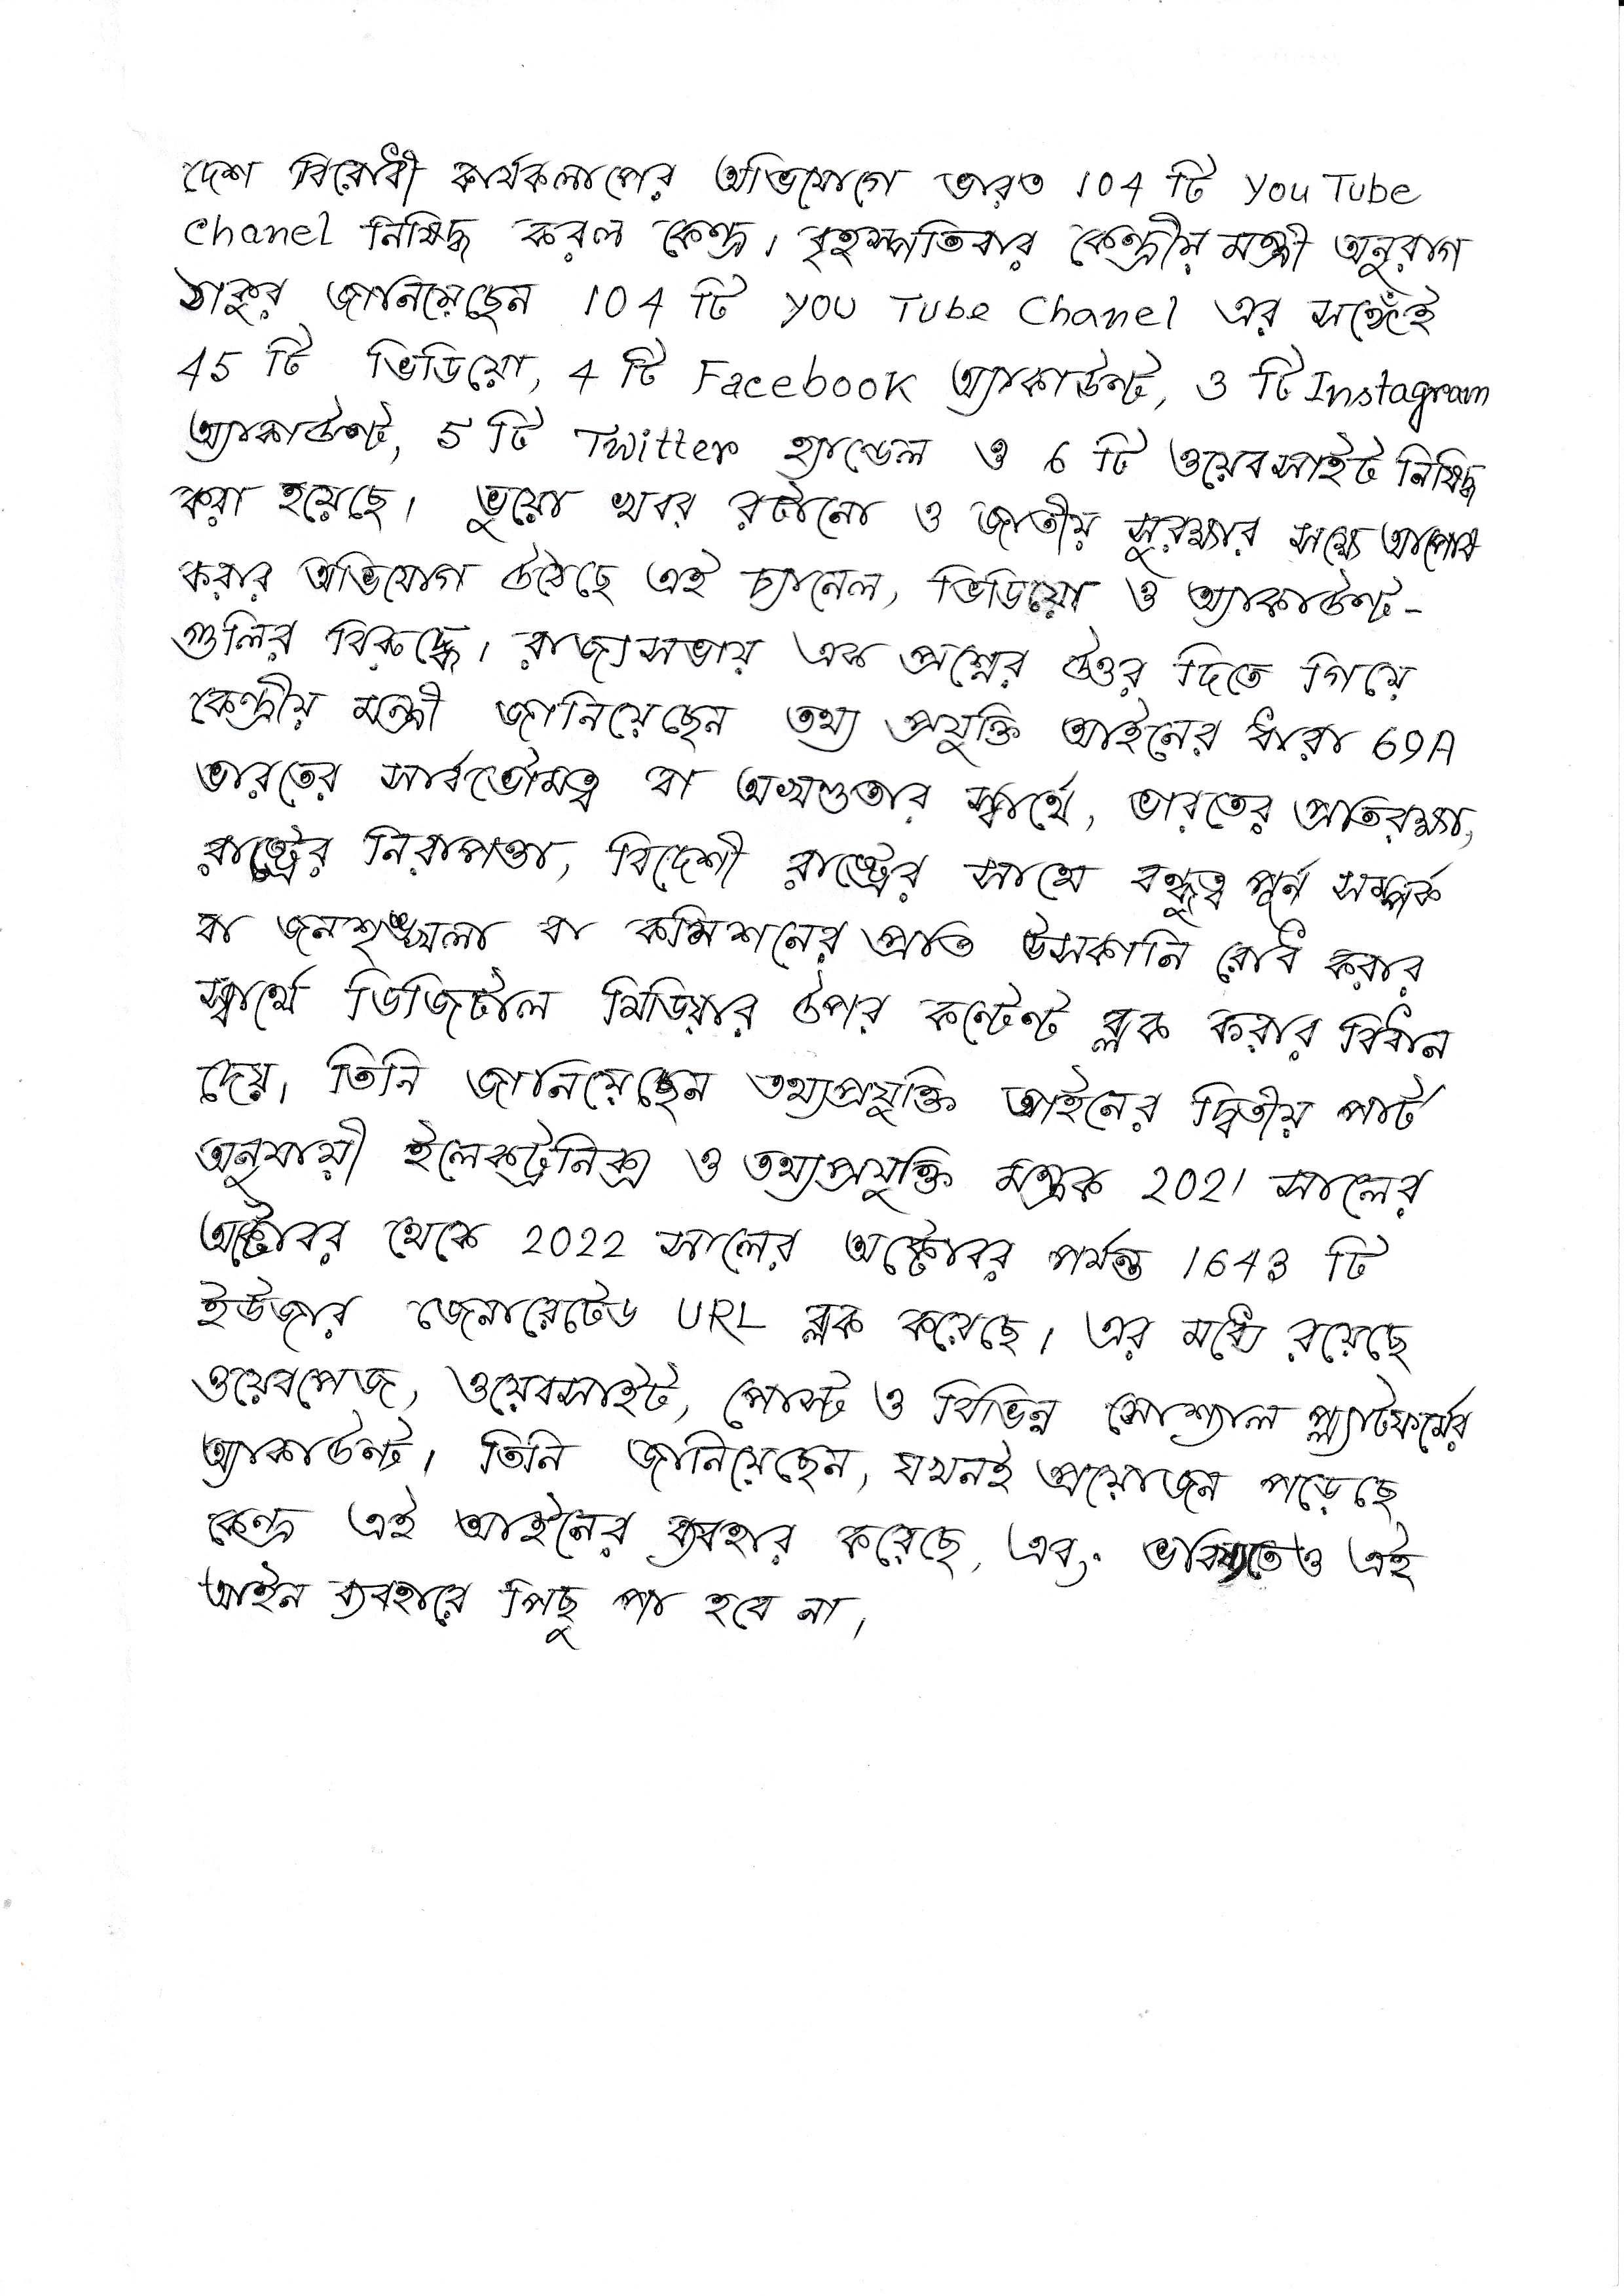 দেশ বিরোধী কার্যকলাপের অভিযোগে ভারত 104 টি YouTube
Chanel নিষিদ্ধ করল কেন্দ্র। বৃহস্পতিবার কেন্দ্রীয় মন্ত্রী অনুরাগ
ঠাকুর জানিয়েছেন 104 টি YOU Tube Chanel এর সঙ্গেই
45 টি ভিডিয়ো, 4 টি Facebook অ্যাকাউন্ট, ৩ টি Instagram
অ্যাকাউন্ট, 5 টি Twitter হ্যান্ডেল ও 6 টি ওয়েবসাইট নিষিদ্ধ
করা হয়েছে। ভুয়ো খবর রটানো ও জাতীয় সুরক্ষার সঙ্গে আপোষ
করার অভিযোগ উঠেছে এই চ্যানেল, ভিডিয়ো ও অ্যাকাউন্ট-
গুলির বিরুদ্ধে। রাজ্যসভায় এক প্রশ্নের উত্তর দিতে গিয়ে
কেন্দ্রীয় মন্ত্রী জানিয়েছেন তথ্য প্রযুক্তি আইনের ধারা 69A
ভারতের সার্বভৌমত্ব বা অখণ্ডতার স্বার্থে, ভারতের প্রতিরক্ষা,
রাষ্ট্রের নিরাপত্তা, বিদেশী রাষ্ট্রের সাথে বন্ধুত্ব পূর্ন সম্পর্ক
বা জনশৃঙ্খলা বা কমিশনের প্রতি উসকানি রোধ করার
স্বার্থে ডিজিটাল মিডিয়ার উপর কন্টেন্ট ব্লক করার বিধান
দেয়। তিনি জানিয়েছেন তথ্যপ্রযুক্তি আইনের দ্বিতীয় পার্ট
অনুযায়ী ইলেকট্রনিক্স ও তথ্যপ্রযুক্তি মন্ত্রক 2021 সালের
অক্টোবর থেকে 2022 সালের অক্টোবর পর্যন্ত 1643 টি
ইউজার জেনারেটেড URL ব্লক করেছে। এর মধ্যে রয়েছে
ওয়েবপেজ, ওয়েবসাইট, পোস্ট ও বিভিন্ন সোশ্যাল প্ল্যাটফর্মের
অ্যাকাউন্ট। তিনি জানিয়েছেন, যখনই প্রয়োজন পড়েছে
কেন্দ্র এই আইনের ব্যবহার করেছে, এবং ভবিষ্যতেও এই
আইন ব্যবহারে পিছু পা হবে না।